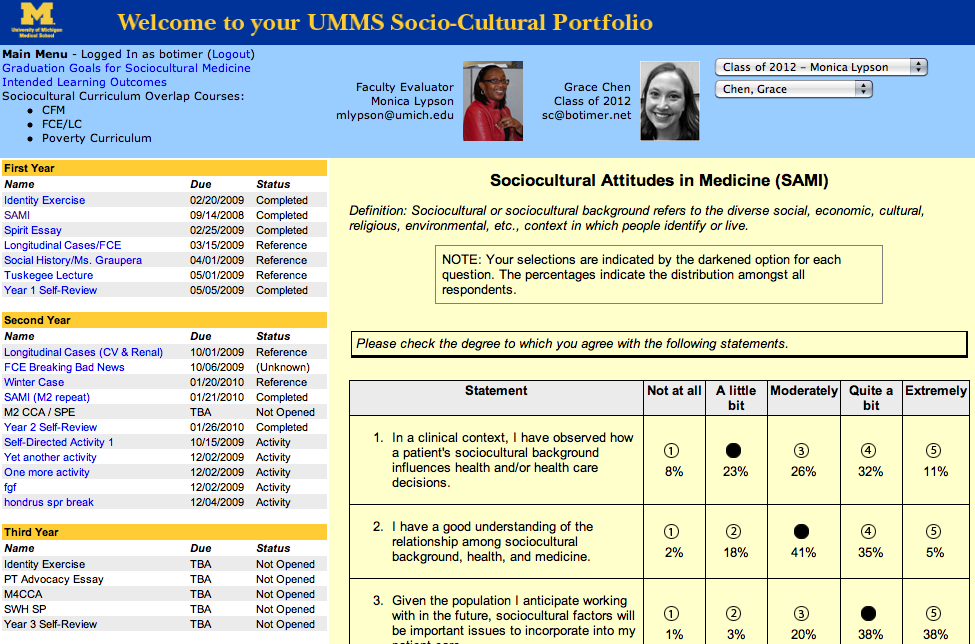 M
University of Michigan
Medical School
Welcome to your UMMS Socio-Cultural Portfolio
Main Menu - Logged In as botimer (Logout)
Graduation Goals for Sociocultural Medicine
Intended Learning Outcomes
Sociocultural Curriculum Overlap Courses:
• CFM
• FCE/LC
• Poverty Curriculum
Faculty Evaluator
Monica Lypson
mlypson@umich.edu
Grace Chen
Class of 2012
sc@botimer.net
Class of 2012 – Monica Lypson
Chen, Grace
First Year
Name Due Status
Identity Exercise 02/20/2009 Completed
SAMI 09/14/2008 Completed
Spirit Essay 02/25/2009 Completed
Longitudinal Cases/FCE 03/15/2009 Reference
Social History/Ms. Graupera 04/01/2009 Reference
Tuskegee Lecture 05/01/2009 Reference
Year 1 Self-Review 05/05/2009 Completed
Second Year
Name Due Status
Longitudinal Cases (CV & Renal) 10/01/2009 Reference
FCE Breaking Bad News 10/06/2009 (Unknown)
Winter Case 01/20/2010 Reference
SAMI (M2 repeat) 01/21/2010 Completed
M2 CCA / SPE TBA Not Opened
Year 2 Self-Review 01/26/2010 Completed
Self-Directed Activity 1 10/15/2009 Activity
Yet another activity 12/02/2009 Activity
One more activity 12/02/2009 Activity
fgf 12/02/2009 Activity
hondrus spr break 12/04/2009 Activity
Third Year
Name Due Status
Identity Exercise TBA Not Opened
PT Advocacy Essay TBA Not Opened
M4CCA TBA Not Opened
SWH SP TBA Not Opened
Year 3 Self-Review TBA Not Opened
Sociocultural Attitudes in Medicine (SAMI)
Definition: Sociocultural or sociocultural background refers to the diverse social, economic, cultural,
religious, environmental, etc., context in which people identify or live.
NOTE: Your selections are indicated by the darkened option for each
question. The percentages indicate the distribution amongst all
respondents.
Please check the degree to which you agree with the following statements.
Statement Not at all A little bit Moderately Quite a bit Extremely
1. In a clinical context, I have observed how
a patient's sociocultural background
influences health and/or health care
decisions.
① ● ③ ④ ⑤
8% 23% 26% 32% 11%
2. I have a good understanding of the
relationship among sociocultural
background, health, and medicine.
① ② ● ④ ⑤
2% 18% 41% 35% 5%
3. Given the population I anticipate working
with in the future, sociocultural factors will
be important issues to incorporate into my
① ② ③ ● ⑤
1% 3% 20% 38% 38%